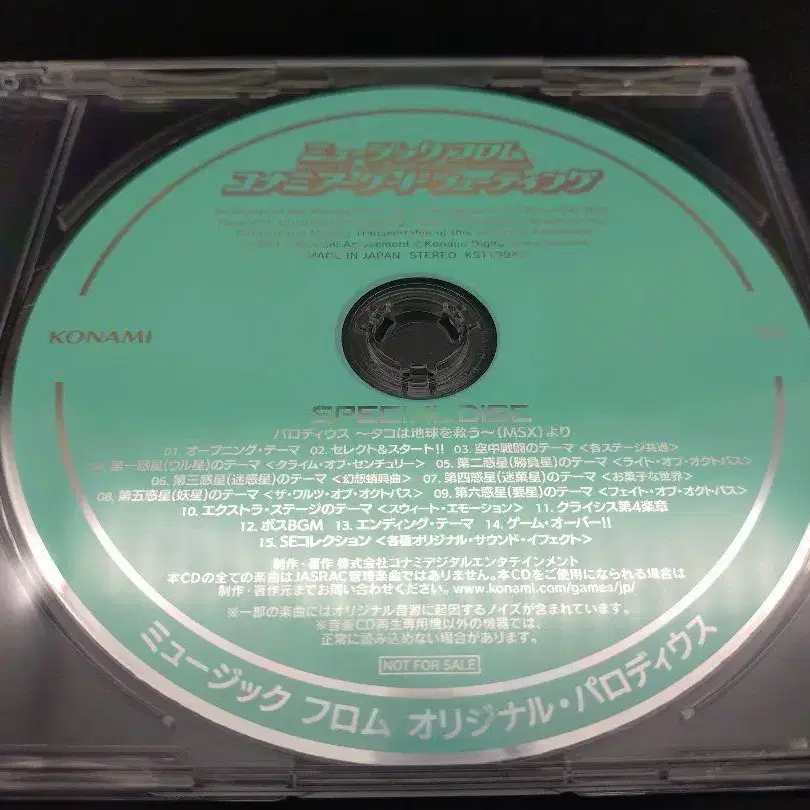 ミュージック フロム
コナミアーケードシューティング
MADE IN JAPAN STEREO
KONAMI
SPECIAL DISC
パロディウス ～タコは地球を救う～(MSX)より
01. オープニング・テーマ 02. セレクト&スタート!! 03. 空中戦闘のテーマ <各ステージ共通>
04. 第一惑星(ウル星)のテーマ <クライム・オブ・センチュリー> 05. 第二惑星(勝負星)のテーマ <ライト・オブ・オクトパス>
06. 第三惑星(迷惑星)のテーマ <幻想蛸興曲> 07. 第四惑星(迷菓星)のテーマ <お菓子な世界>
08. 第五惑星(妖星)のテーマ <ザ・ワルツ・オブ・オクトパス> 09. 第六惑星(要星)のテーマ <フェイト・オブ・オクトパス>
10. エクストラ・ステージのテーマ <スウィート・エモーション> 11. クライシス第4楽章
12. ボスBGM 13. エンディング・テーマ 14. ゲーム・オーバー!!
15. SEコレクション <各種オリジナル・サウンド・イフェクト>
制作・著作 株式会社コナミデジタルエンタテインメント
本CDの全ての楽曲はJASRAC管理楽曲ではありません。本CDをご使用になられる場合は
制作・著作元までお問い合わせください。www.konami.com/games/jp/
※一部の楽曲にはオリジナル音源に起因するノイズが含まれています。
※音楽CD再生専用機以外の機器では、
正常に読み込めない場合があります。
NOT FOR SALE
ミュージック フロム オリジナル・パロディウス